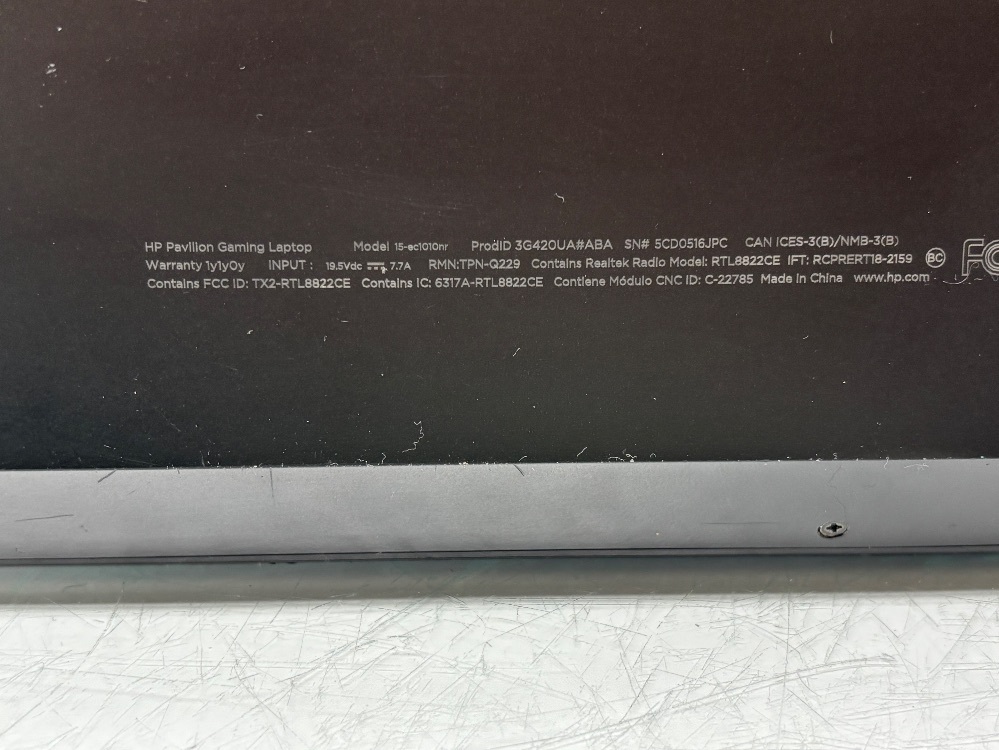 HP Pavilion Gaming Laptop Model 15-ec1010nr ProdID 3G420UA#ABA SN# 5CD0516JPC CAN ICES-3(B)/NMB-3(B)
Warranty 1y1y0y INPUT : 19.5Vdc 7.7A RMN:TPN-Q229 Contains Realtek Radio Model: RTL8822CE IFT: RCPRERT18-2159 BC FC
Contains FCC ID: TX2-RTL8822CE Contains IC: 6317A-RTL8822CE Contiene Módulo CNC ID: C-22785 Made in China www.hp.com